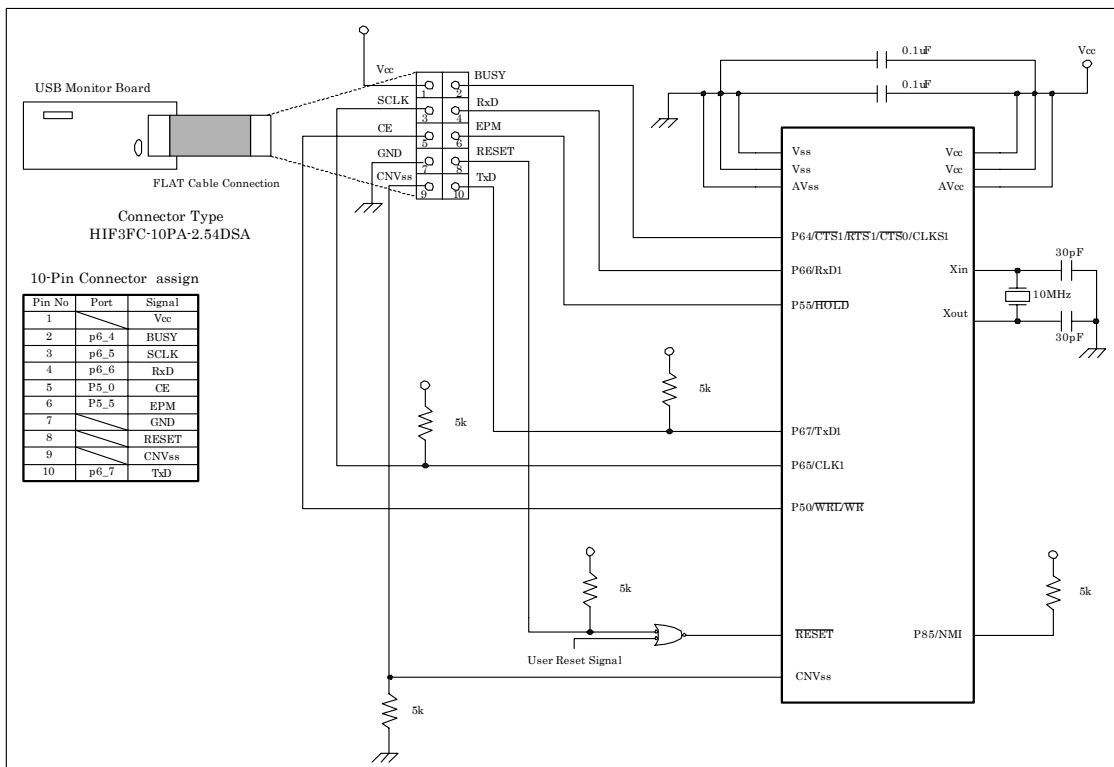 USB Monitor Board
FLAT Cable Connection
Connector Type
HIF3FC-10PA-2.54DSA
10-Pin Connector assign
Pin No Port Signal
1 Vcc
2 p6_4 BUSY
3 p6_5 SCLK
4 p6_6 RxD
5 P5_0 CE
6 P5_5 EPM
7 GND
8 RESET
9 CNVss
10 p6_7 TxD
Vcc
BUSY
1 2
SCLK
RxD
3 4
CE
EPM
5 6
GND
RESET
7 8
CNVss
TxD
9 10
0.1uF
0.1uF
Vcc
Vss
Vcc
Vss
Vcc
AVss
AVcc
P64/CTS1/RTS1/CTS0/CLKS1
P66/RxD1
Xin
P55/HOLD
Xout
30pF
10MHz
30pF
5k
5k
P67/TxD1
P65/CLK1
P50/WRL/WR
5k
5k
RESET
P85/NMI
User Reset Signal
CNVss
5k